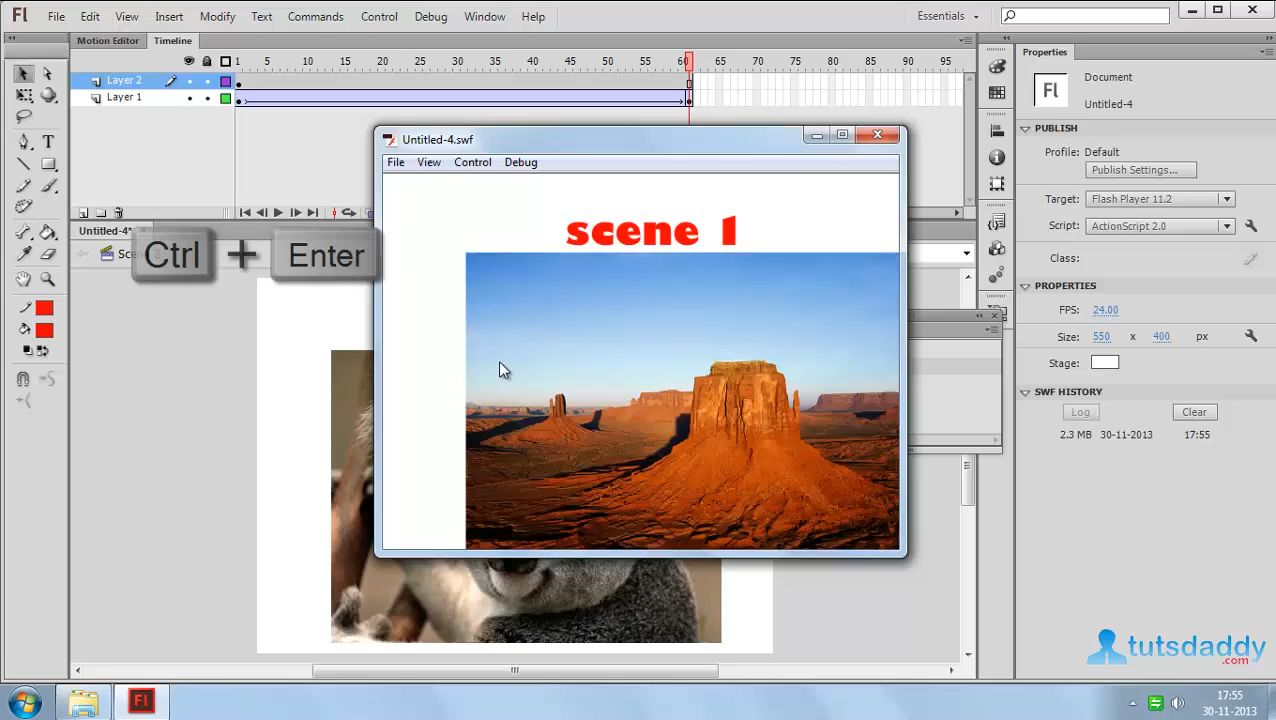 Fl File Edit View Insert Modify Text Commands Control Debug Window Help Essentials
Motion Editor Timeline
1 5 10 15 20 25 30 35 40 45 50 55 60 65 70 75 80 85 90 95
Layer 2
Layer 1
Untitled-4.swf
File View Control Debug
scene 1
Untitled-4*
Ctrl + Enter
Properties
Fl
Document
Untitled-4
PUBLISH
Profile: Default
Publish Settings...
Target: Flash Player 11.2
Script: ActionScript 2.0
Class:
PROPERTIES
FPS: 24.00
Size: 550 x 400 px
Stage:
SWF HISTORY
Log Clear
2.3 MB 30-11-2013 17:55
tutsdaddy
.com
Fl
17:55
30-11-2013